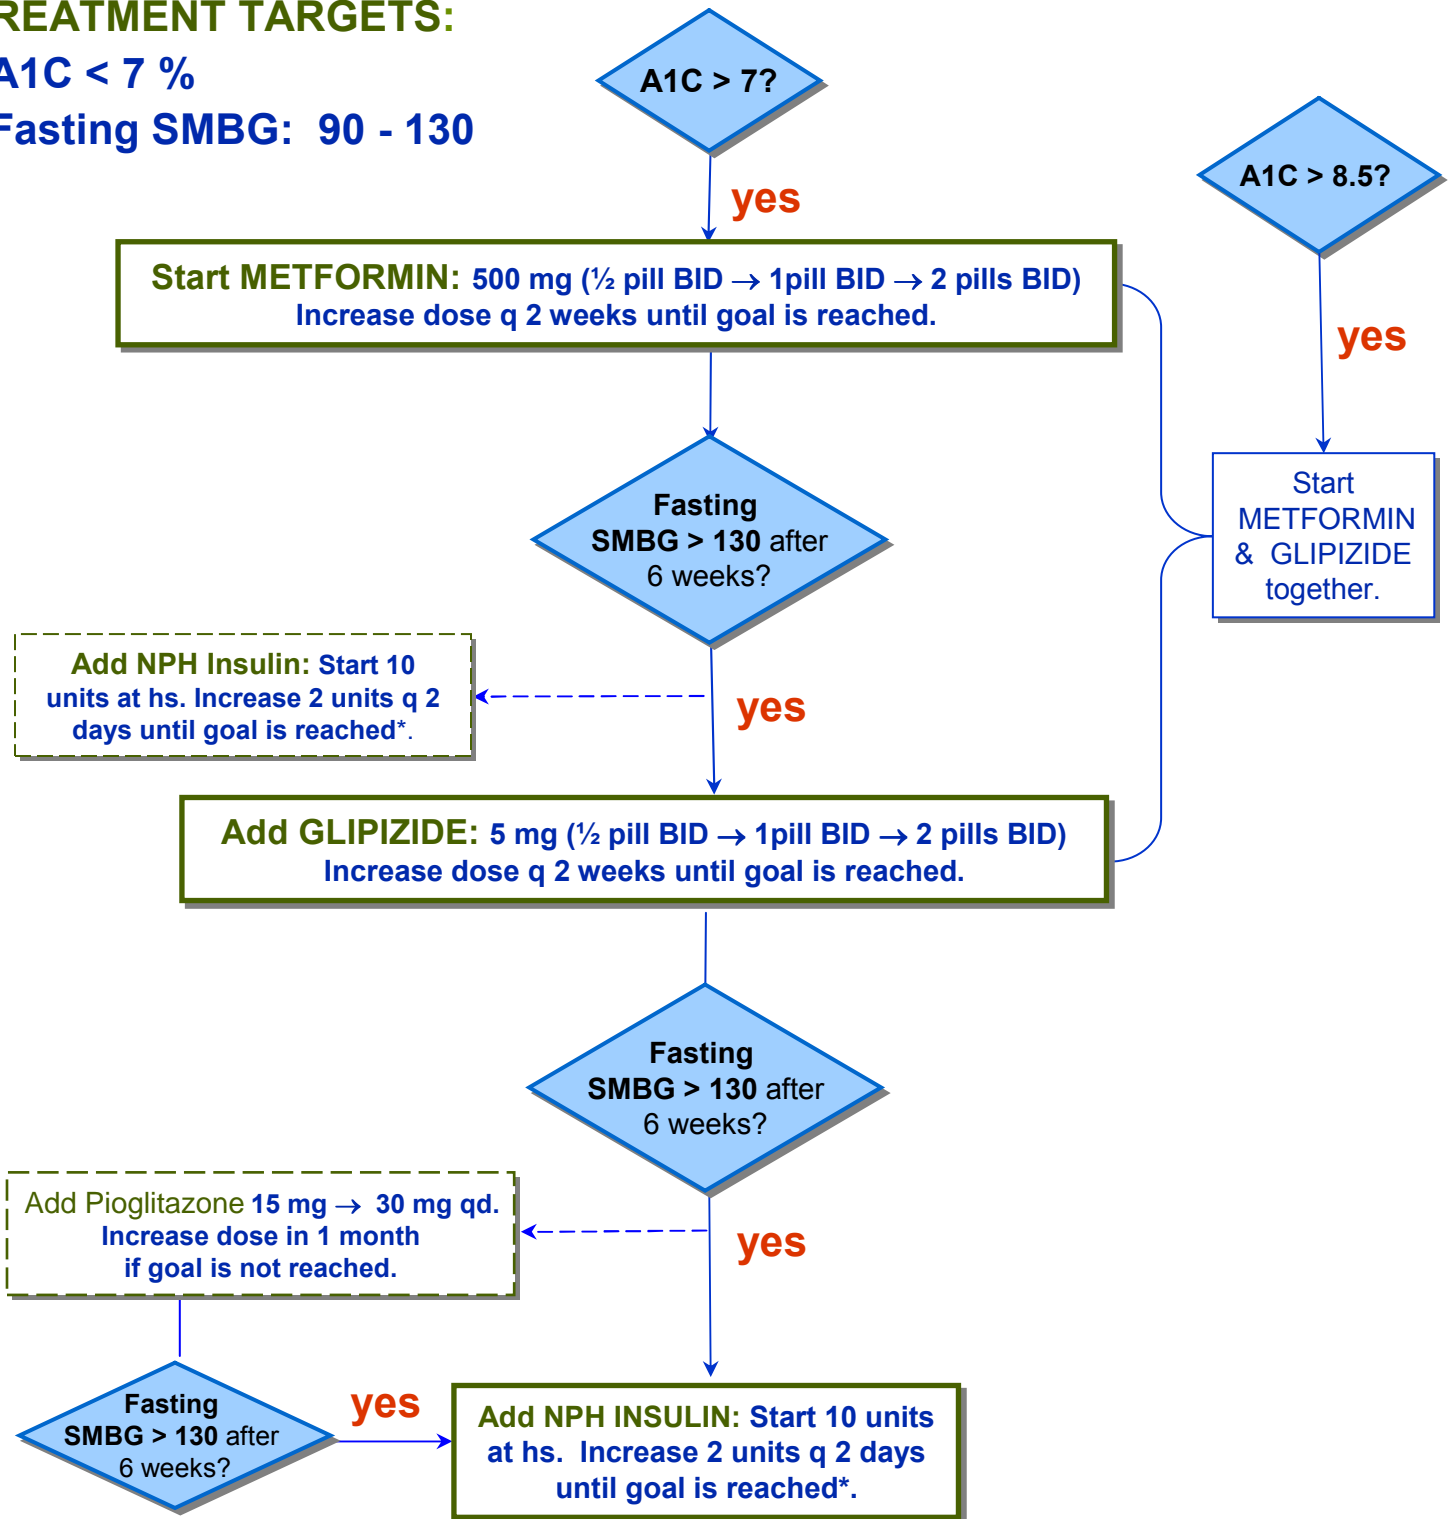 REATMENT TARGETS:
A1C < 7 %
Fasting SMBG: 90 - 130
A1C > 7?
A1C > 8.5?
yes
yes
Start METFORMIN: 500 mg (½ pill BID → 1pill BID → 2 pills BID)
Increase dose q 2 weeks until goal is reached.
Start
METFORMIN
& GLIPIZIDE
together.
Fasting
SMBG > 130 after
6 weeks?
Add NPH Insulin: Start 10
units at hs. Increase 2 units q 2
days until goal is reached*.
yes
Add GLIPIZIDE: 5 mg (½ pill BID → 1pill BID → 2 pills BID)
Increase dose q 2 weeks until goal is reached.
Fasting
SMBG > 130 after
6 weeks?
Add Pioglitazone 15 mg → 30 mg qd.
Increase dose in 1 month
if goal is not reached.
yes
Fasting
SMBG > 130 after
6 weeks?
yes
Add NPH INSULIN: Start 10 units
at hs. Increase 2 units q 2 days
until goal is reached*.